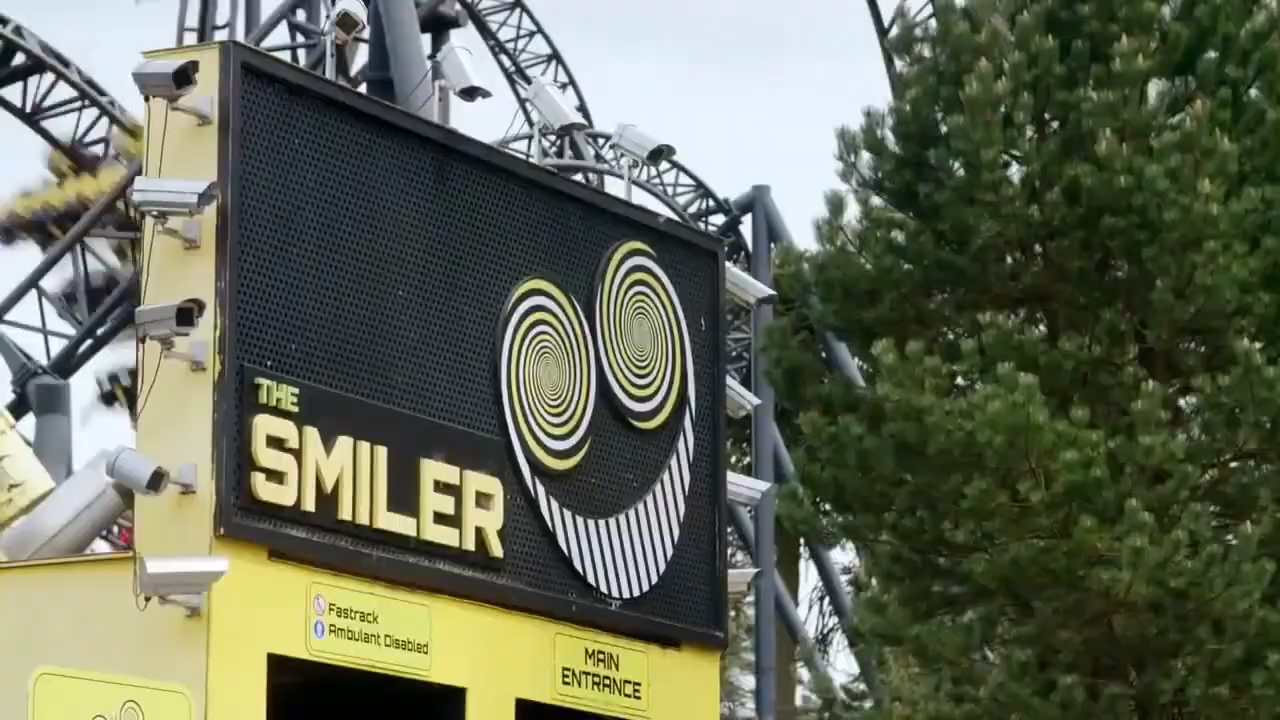 THE
SMILER
Fastrack
Ambulant Disabled
MAIN
ENTRANCE